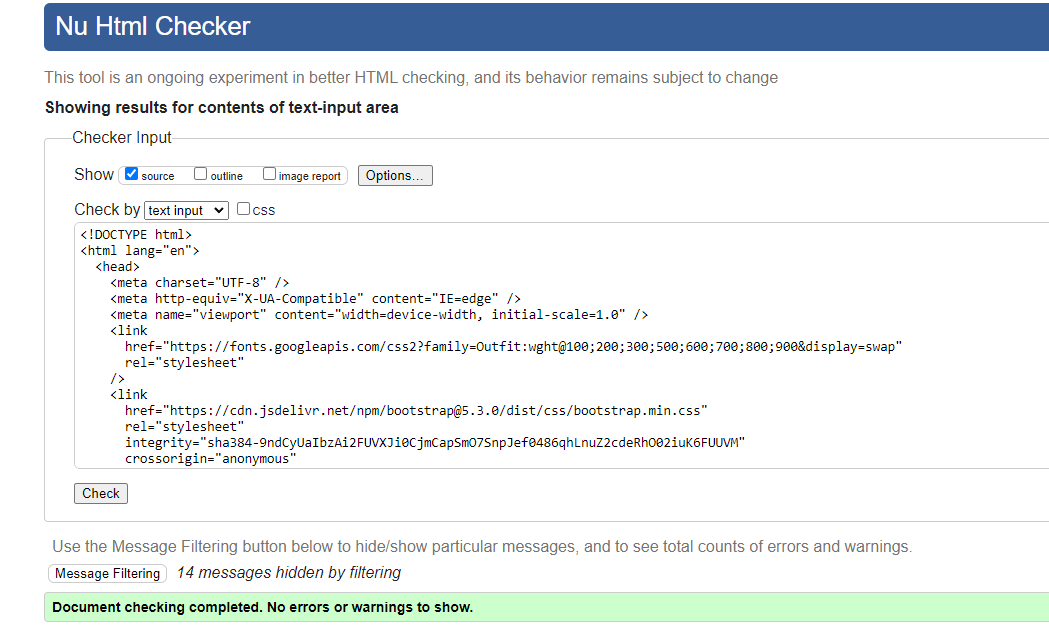 Nu Html Checker
This tool is an ongoing experiment in better HTML checking, and its behavior remains subject to change
Showing results for contents of text-input area
Checker Input
Show source outline image report Options...
Check by text input css
<!DOCTYPE html>
<html lang="en">
  <head>
    <meta charset="UTF-8" />
    <meta http-equiv="X-UA-Compatible" content="IE=edge" />
    <meta name="viewport" content="width=device-width, initial-scale=1.0" />
    <link
      href="https://fonts.googleapis.com/css2?family=Outfit:wght@100;200;300;500;600;700;800;900&display=swap"
      rel="stylesheet"
    />
    <link
      href="https://cdn.jsdelivr.net/npm/bootstrap@5.3.0/dist/css/bootstrap.min.css"
      rel="stylesheet"
      integrity="sha384-9ndCyUaIbzAi2FUVXJi0CjmCapSmO7SnpJef0486qhLnuZ2cdeRhO02iuK6FUUVM"
      crossorigin="anonymous"
Check
Use the Message Filtering button below to hide/show particular messages, and to see total counts of errors and warnings.
Message Filtering 14 messages hidden by filtering
Document checking completed. No errors or warnings to show.